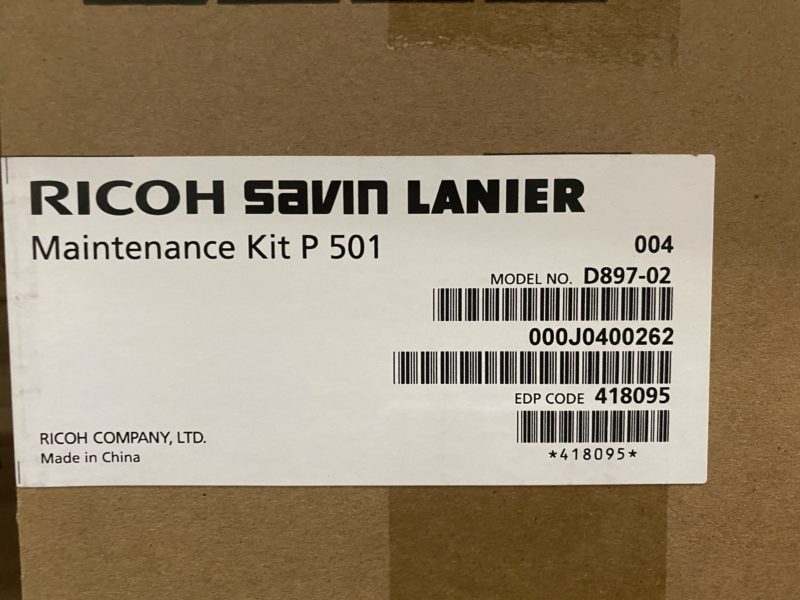 RICOH savin LANIER
Maintenance Kit P 501
004
MODEL NO. D897-02
000J0400262
EDP CODE 418095
*418095*
RICOH COMPANY, LTD.
Made in China